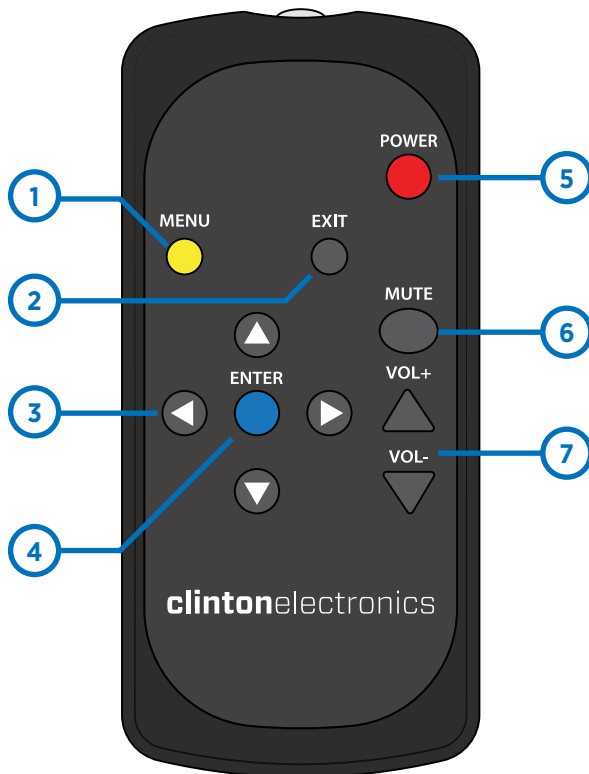 POWER
5
1
MENU
EXIT
2
MUTE
6
ENTER
VOL+
3
VOL-
7
4
clintonelectronics